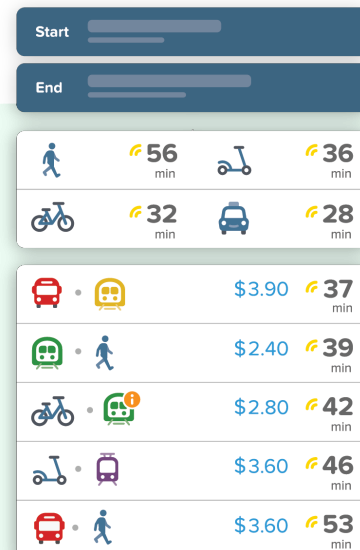 Start
End
56
min
36
min
32
min
28
min
$3.90 37
min
$2.40 39
min
i
$2.80 42
min
$3.60 46
min
$3.60 53
min